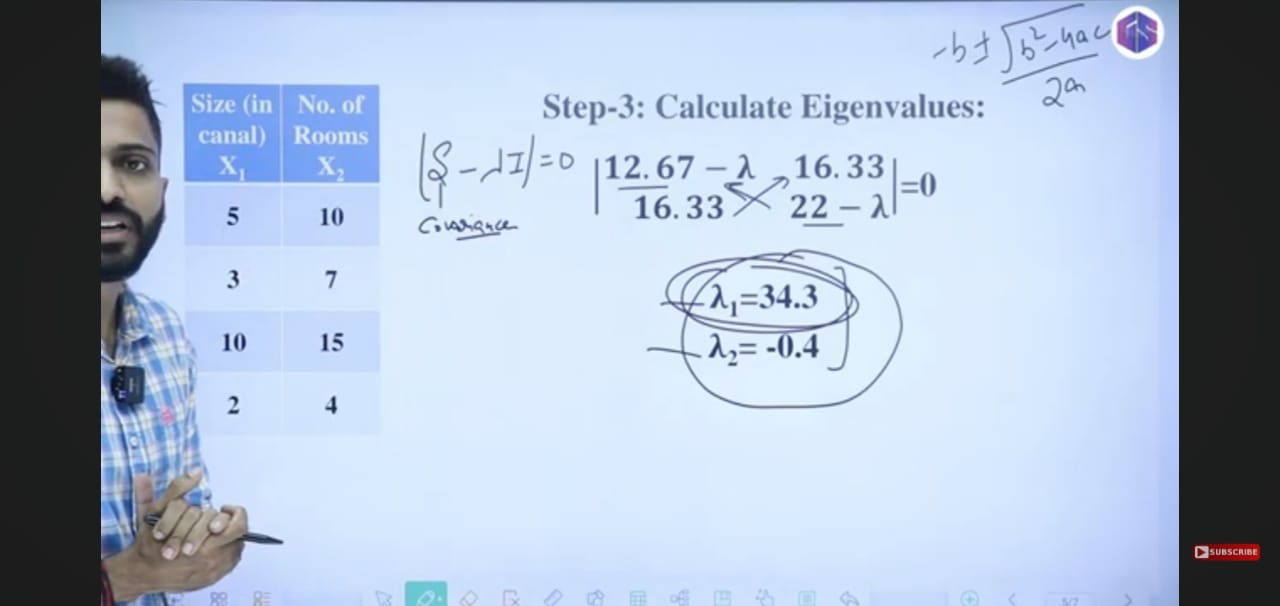 -b ± √b²-4ac
2a
Step-3: Calculate Eigenvalues:
Size (in canal) X₁ | No. of Rooms X₂
5 | 10
3 | 7
10 | 15
2 | 4
|S - λI| = 0
Covariance
|12.67 − λ 16.33|
|16.33 22 − λ|=0
λ₁=34.3
λ₂= -0.4
SUBSCRIBE